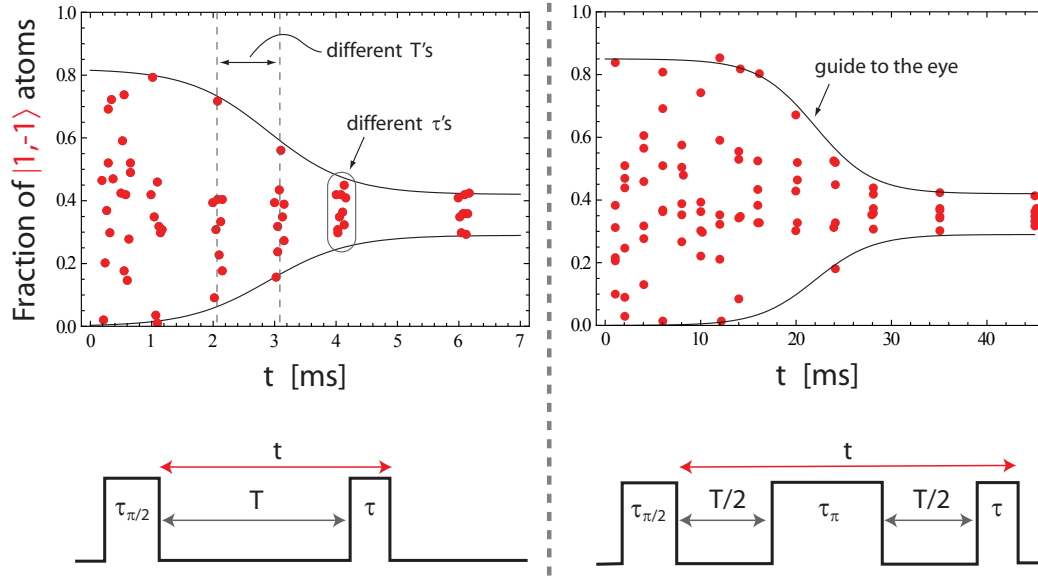 Fraction of |1,-1⟩ atoms
1.0
0.8
0.6
0.4
0.2
0.0
0 1 2 3 4 5 6 7
t [ms]
different T's
different τ's
1.0
0.8
0.6
0.4
0.2
0.0
0 10 20 30 40
t [ms]
guide to the eye
t
τπ/2 T τ
t
τπ/2 T/2 τπ T/2 τ